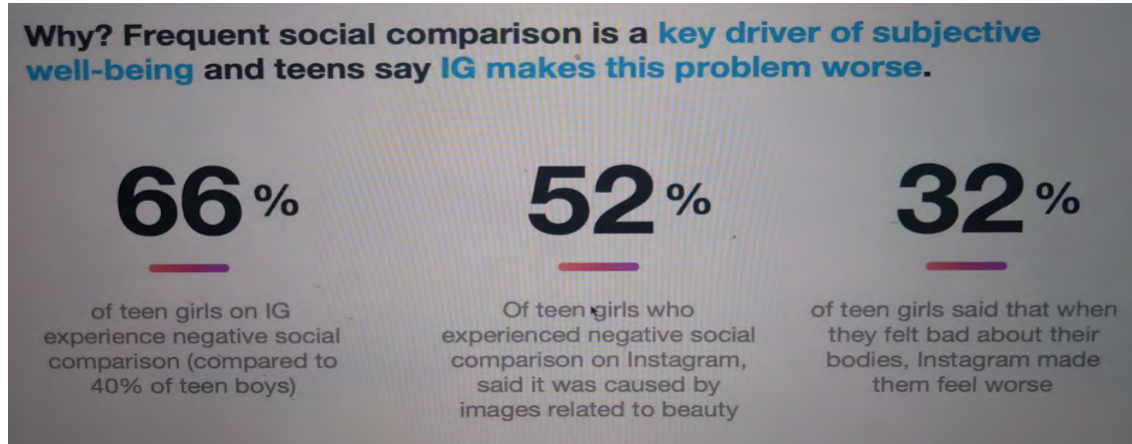 Why? Frequent social comparison is a key driver of subjective
well-being and teens say IG makes this problem worse.
66%
of teen girls on IG
experience negative social
comparison (compared to
40% of teen boys)
52%
Of teen girls who
experienced negative social
comparison on Instagram,
said it was caused by
images related to beauty
32%
of teen girls said that when
they felt bad about their
bodies, Instagram made
them feel worse